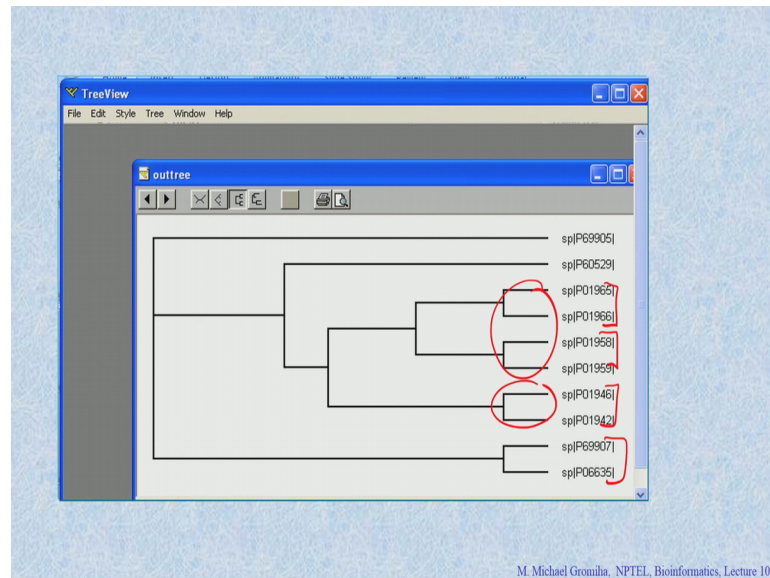 TreeView
File Edit Style Tree Window Help
outtree
sp|P69905|
sp|P60529|
sp|P01965|
sp|P01966|
sp|P01958|
sp|P01959|
sp|P01946|
sp|P01942|
sp|P69907|
sp|P06635|
M. Michael Gromiha, NPTEL, Bioinformatics, Lecture 10